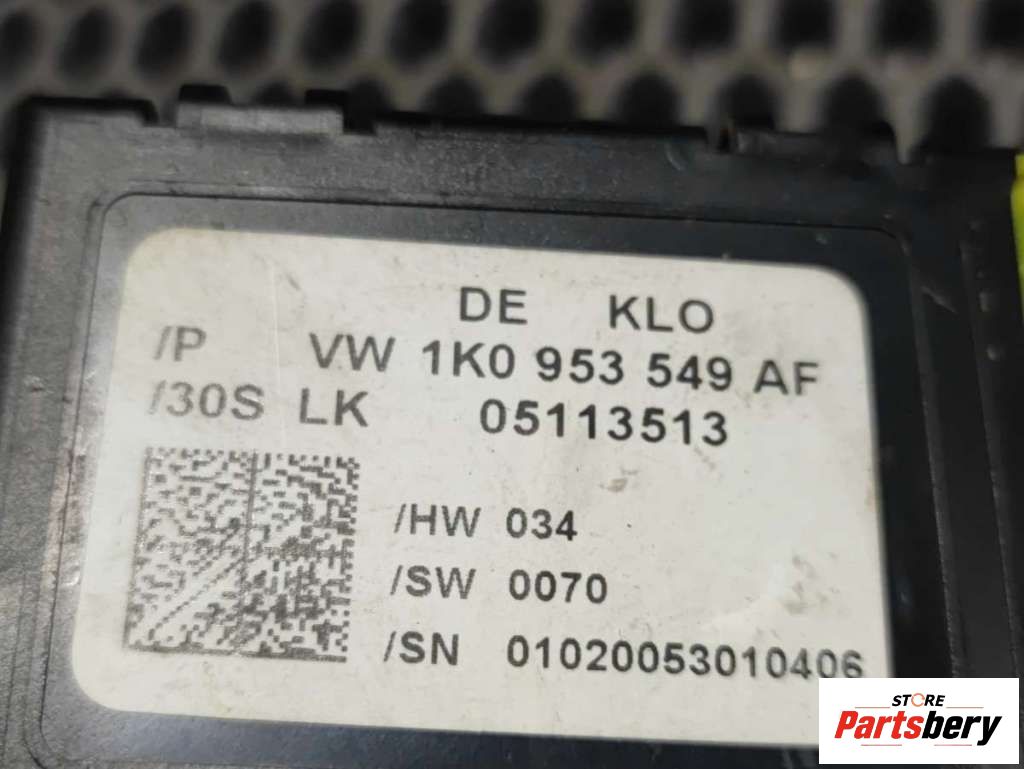 DE KLO
/P VW 1K0 953 549 AF
/30S LK 05113513
/HW 034
/SW 0070
/SN 01020053010406
STORE
Partsbery